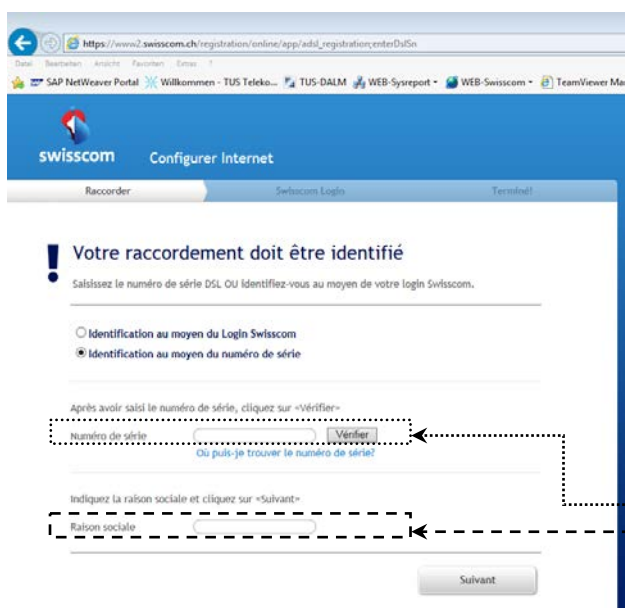 https://www2.swisscom.ch/registration/online/app/adsl_registration;enterDslSn
Datei Bearbeiten Ansicht Favoriten Extras ?
SAP NetWeaver Portal Willkommen - TUS Teleko... TUS-DALM WEB-Sysreport WEB-Swisscom TeamViewer Ma
swisscom Configurer Internet
Raccorder Swisscom Login Terminé!
! Votre raccordement doit être identifié
Saisissez le numéro de série DSL OU identifiez-vous au moyen de votre login Swisscom.
Identification au moyen du Login Swisscom
Identification au moyen du numéro de série
Après avoir saisi le numéro de série, cliquez sur «Vérifier»
Numéro de série Vérifier
Où puis-je trouver le numéro de série?
Indiquez la raison sociale et cliquez sur «Suivant»
Raison sociale
Suivant